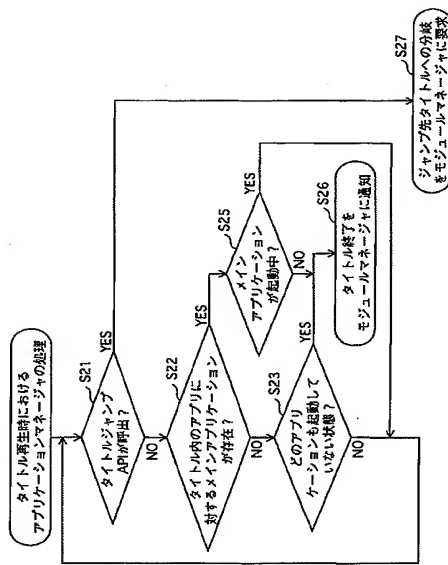 タイトル再生時における
アプリケーションマネージャの処理
S21
タイトルジャンプ
APIが呼出?
YES
NO
S22
タイトル内のアプリに
対するメインアプリケーション
が存在?
YES
NO
S25
メイン
アプリケーション
が起動中?
YES
NO
S23
どのアプリ
ケーションも起動して
いない状態?
YES
NO
S26
タイトル終了を
モジュールマネージャに通知
S27
ジャンプ先タイトルへの分岐
をモジュールマネージャに要求